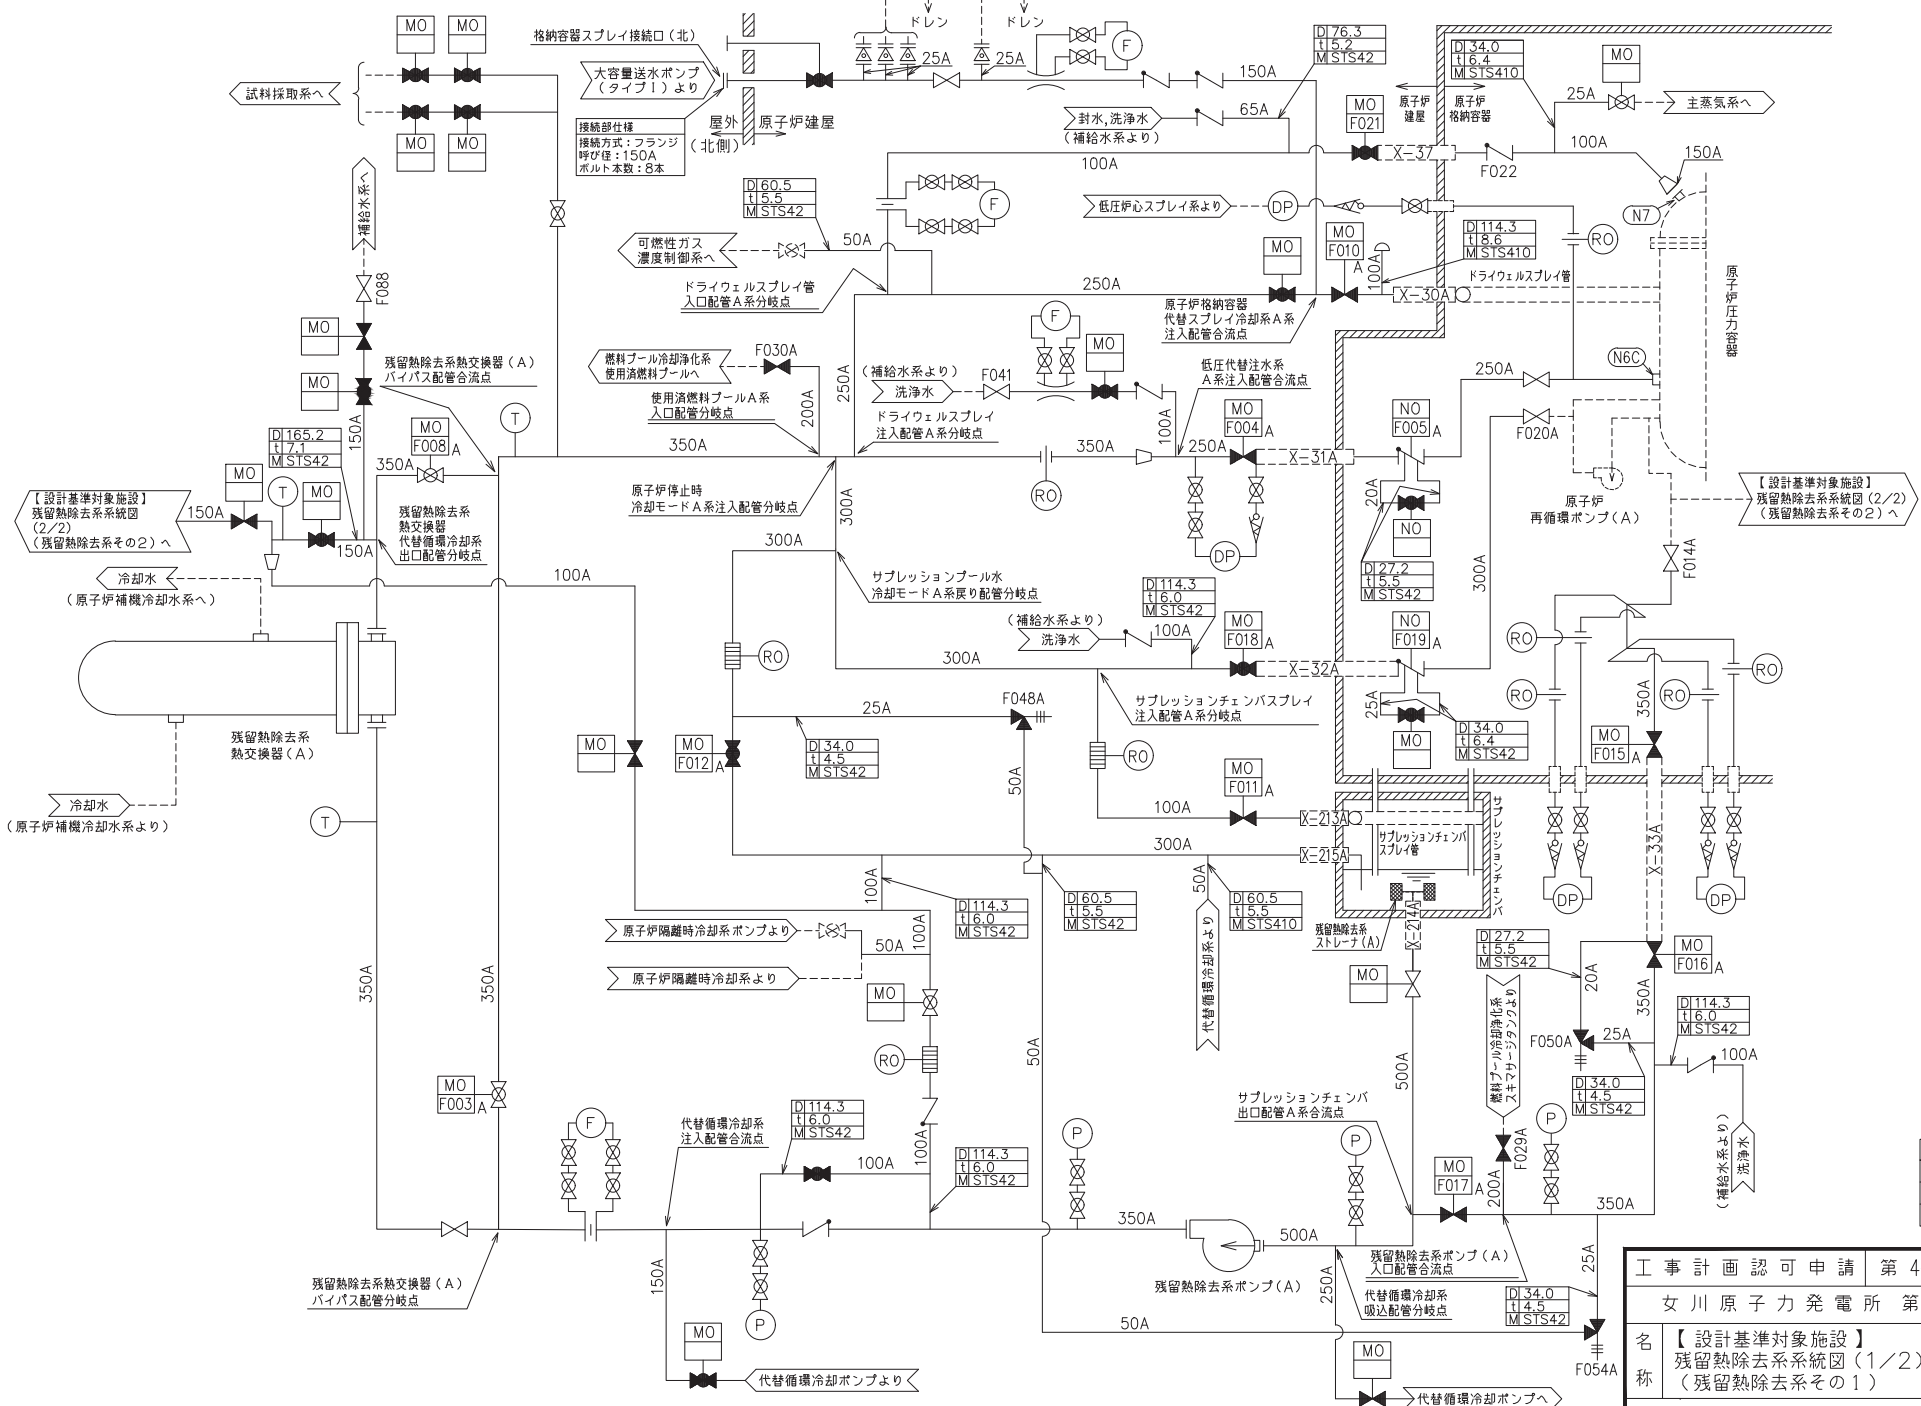 MO
MO
MO
MO
試料採取系へ
格納容器スプレイ接続口(北)
大容量送水ポンプ
(タイプI)より
接続部仕様
接続方式:フランジ
呼び径:150A
ボルト本数:8本
屋外
原子炉建屋
(北側)
ドレン
ドレン
25A
25A
F
150A
D 76.3
t 5.2
M STS42
封水,洗浄水
(補給水系より)
65A
100A
MO
F021
X-37
原子炉
建屋
原子炉
格納容器
D 34.0
t 6.4
M STS410
MO
25A
主蒸気系へ
100A
F022
150A
N7
補給水系へ
F088
MO
MO
150A
D 60.5
t 5.5
M STS42
50A
可燃性ガス
濃度制御系へ
F
低圧炉心スプレイ系より
DP
ドライウェルスプレイ管
入口配管A系分岐点
250A
MO
MO
F010
A
100A
D 114.3
t 8.6
M STS410
ドライウェルスプレイ管
X-30A
RO
原子炉圧力容器
原子炉格納容器
代替スプレイ冷却系A系
注入配管合流点
F
MO
残留熱除去系熱交換器(A)
バイパス配管合流点
燃料プール冷却浄化系
使用済燃料プールへ
F030A
使用済燃料プールA系
入口配管分岐点
200A
250A
(補給水系より)
洗浄水
F041
ドライウェルスプレイ
注入配管A系分岐点
低圧代替注水系
A系注入配管合流点
100A
N6C
250A
F020A
T
350A
350A
RO
250A
MO
F004
A
X-31A
NO
F005
A
20A
NO
D 27.2
t 5.5
M STS42
DP
原子炉
再循環ポンプ(A)
【設計基準対象施設】
残留熱除去系系統図(2/2)
(残留熱除去系その2)へ
F014A
300A
D 165.2
t 7.1
M STS42
MO
F008
A
350A
MO
T
MO
【設計基準対象施設】
残留熱除去系系統図
(2/2)
(残留熱除去系その2)へ
150A
150A
残留熱除去系
熱交換器
代替循環冷却系
出口配管分岐点
原子炉停止時
冷却モードA系注入配管分岐点
300A
300A
100A
冷却水
(原子炉補機冷却水系へ)
サプレッションプール水
冷却モードA系戻り配管分岐点
D 114.3
t 6.0
M STS42
(補給水系より)
洗浄水
100A
MO
F018
A
NO
F019
A
X-32A
300A
RO
25A
MO
D 34.0
t 6.4
M STS42
RO
RO
RO
RO
350A
MO
F015
A
残留熱除去系
熱交換器(A)
冷却水
(原子炉補機冷却水系より)
T
MO
MO
F012
A
25A
F048A
D 34.0
t 4.5
M STS42
50A
サプレッションチェンバスプレイ
注入配管A系分岐点
RO
MO
F011
A
100A
X-213A
300A
X-215A
サプレッションチェンバ
スプレイ管
サプレッションチェンバ
X-214A
残留熱除去系
ストレーナ(A)
DP
DP
X-33A
100A
D 114.3
t 6.0
M STS42
D 60.5
t 5.5
M STS42
50A
D 60.5
t 5.5
M STS410
代替循環冷却系より
原子炉隔離時冷却系ポンプより
50A
100A
原子炉隔離時冷却系より
MO
RO
MO
500A
燃料プール冷却浄化系
スキマサージタンクより
D 27.2
t 5.5
M STS42
20A
MO
F016
A
350A
F050A
25A
D 114.3
t 6.0
M STS42
100A
D 34.0
t 4.5
M STS42
(補給水系より)
洗浄水
350A
350A
MO
F003
A
50A
F
代替循環冷却系
注入配管合流点
D 114.3
t 6.0
M STS42
100A
100A
D 114.3
t 6.0
M STS42
P
350A
サプレッションチェンバ
出口配管A系合流点
P
F029A
P
MO
F017
A
200A
350A
500A
残留熱除去系ポンプ(A)
残留熱除去系ポンプ(A)
入口配管合流点
250A
代替循環冷却系
吸込配管分岐点
25A
D 34.0
t 4.5
M STS42
F054A
残留熱除去系熱交換器(A)
バイパス配管分岐点
150A
P
MO
代替循環冷却ポンプより
50A
MO
代替循環冷却ポンプへ
工事計画認可申請 第4
女川原子力発電所 第
名称
【設計基準対象施設】
残留熱除去系系統図(1/2)
(残留熱除去系その1)